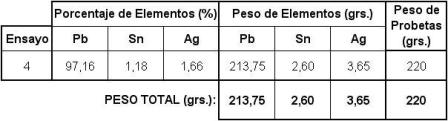 Porcentaje de Elementos (%) Peso de Elementos (grs.) Peso de Probetas (grs.)
Ensayo Pb Sn Ag Pb Sn Ag
4 97,16 1,18 1,66 213,75 2,60 3,65 220
PESO TOTAL (grs.): 213,75 2,60 3,65 220